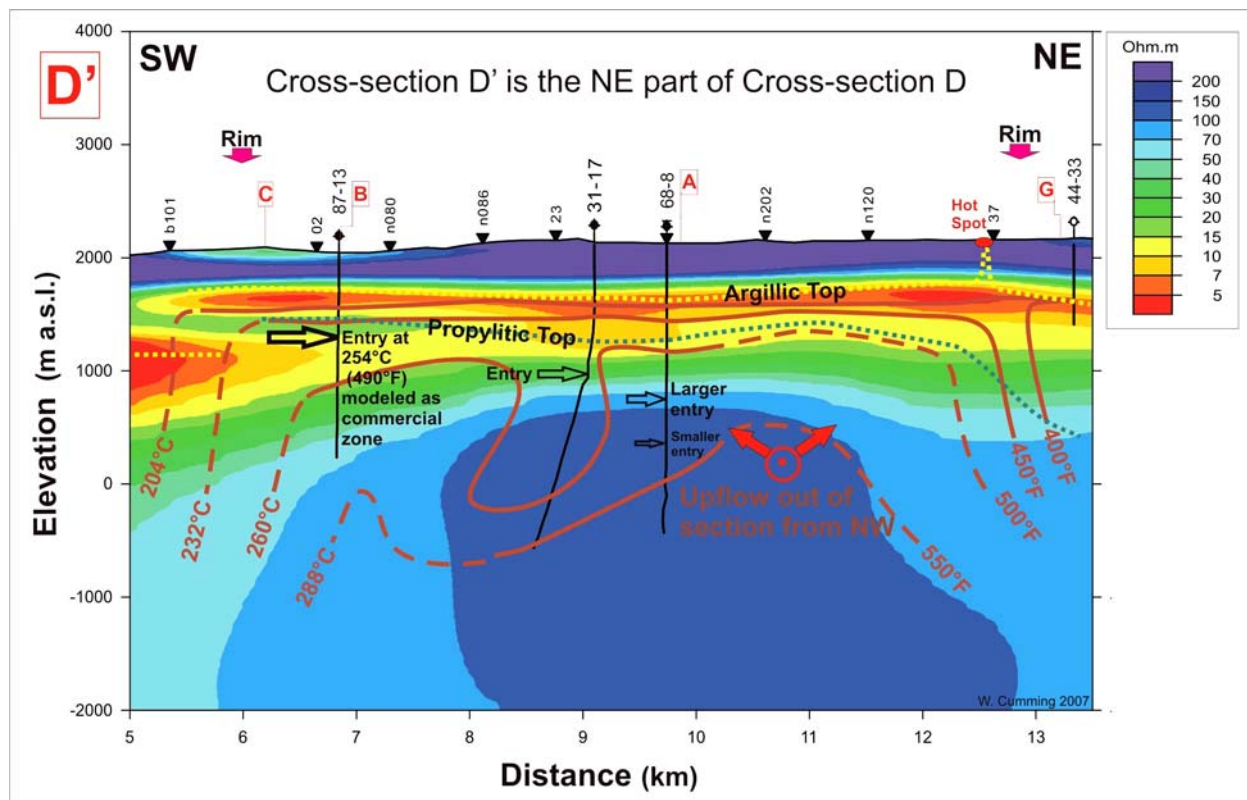 D'
SW
NE
Cross-section D' is the NE part of Cross-section D
Ohm.m
200
150
100
70
50
40
30
20
15
10
7
5
4000
3000
2000
1000
0
-1000
-2000
Elevation (m a.s.l.)
Rim
Rim
b101
C
02
87-13
B
n080
n086
23
31-17
68-8
A
n202
n120
Hot
Spot
37
G
44-33
Argillic Top
Propylitic Top
Entry at
254°C
(490°F)
modeled as
commercial
zone
Entry
Larger
entry
Smaller
entry
Upflow out of
section from NW
204°C
232°C
260°C
288°C
400°F
450°F
500°F
550°F
W. Cumming 2007
5
6
7
8
9
10
11
12
13
Distance (km)